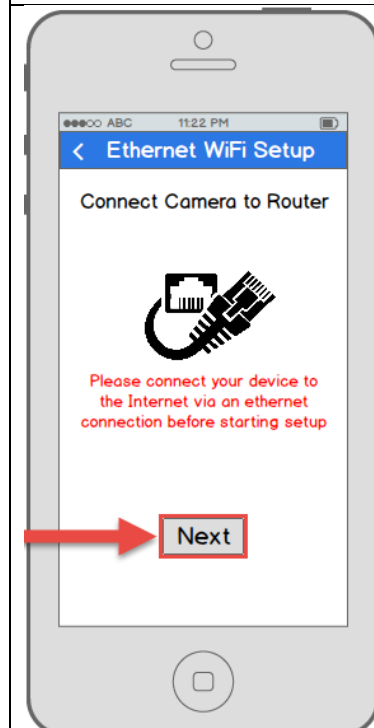 ABC 11:22 PM
< Ethernet WiFi Setup
Connect Camera to Router
Please connect your device to
the Internet via an ethernet
connection before starting setup
Next